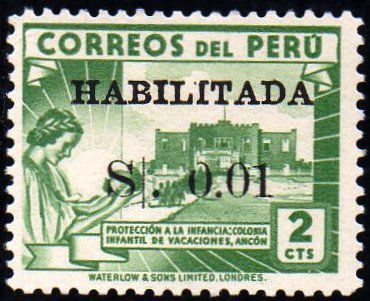 CORREOS DEL PERÚ
HABILITADA
S/. 0.01
PROTECCIÓN A LA INFANCIA: COLONIA
INFANTIL DE VACACIONES, ANCÓN
2
CTS
WATERLOW & SONS LIMITED, LONDRES.